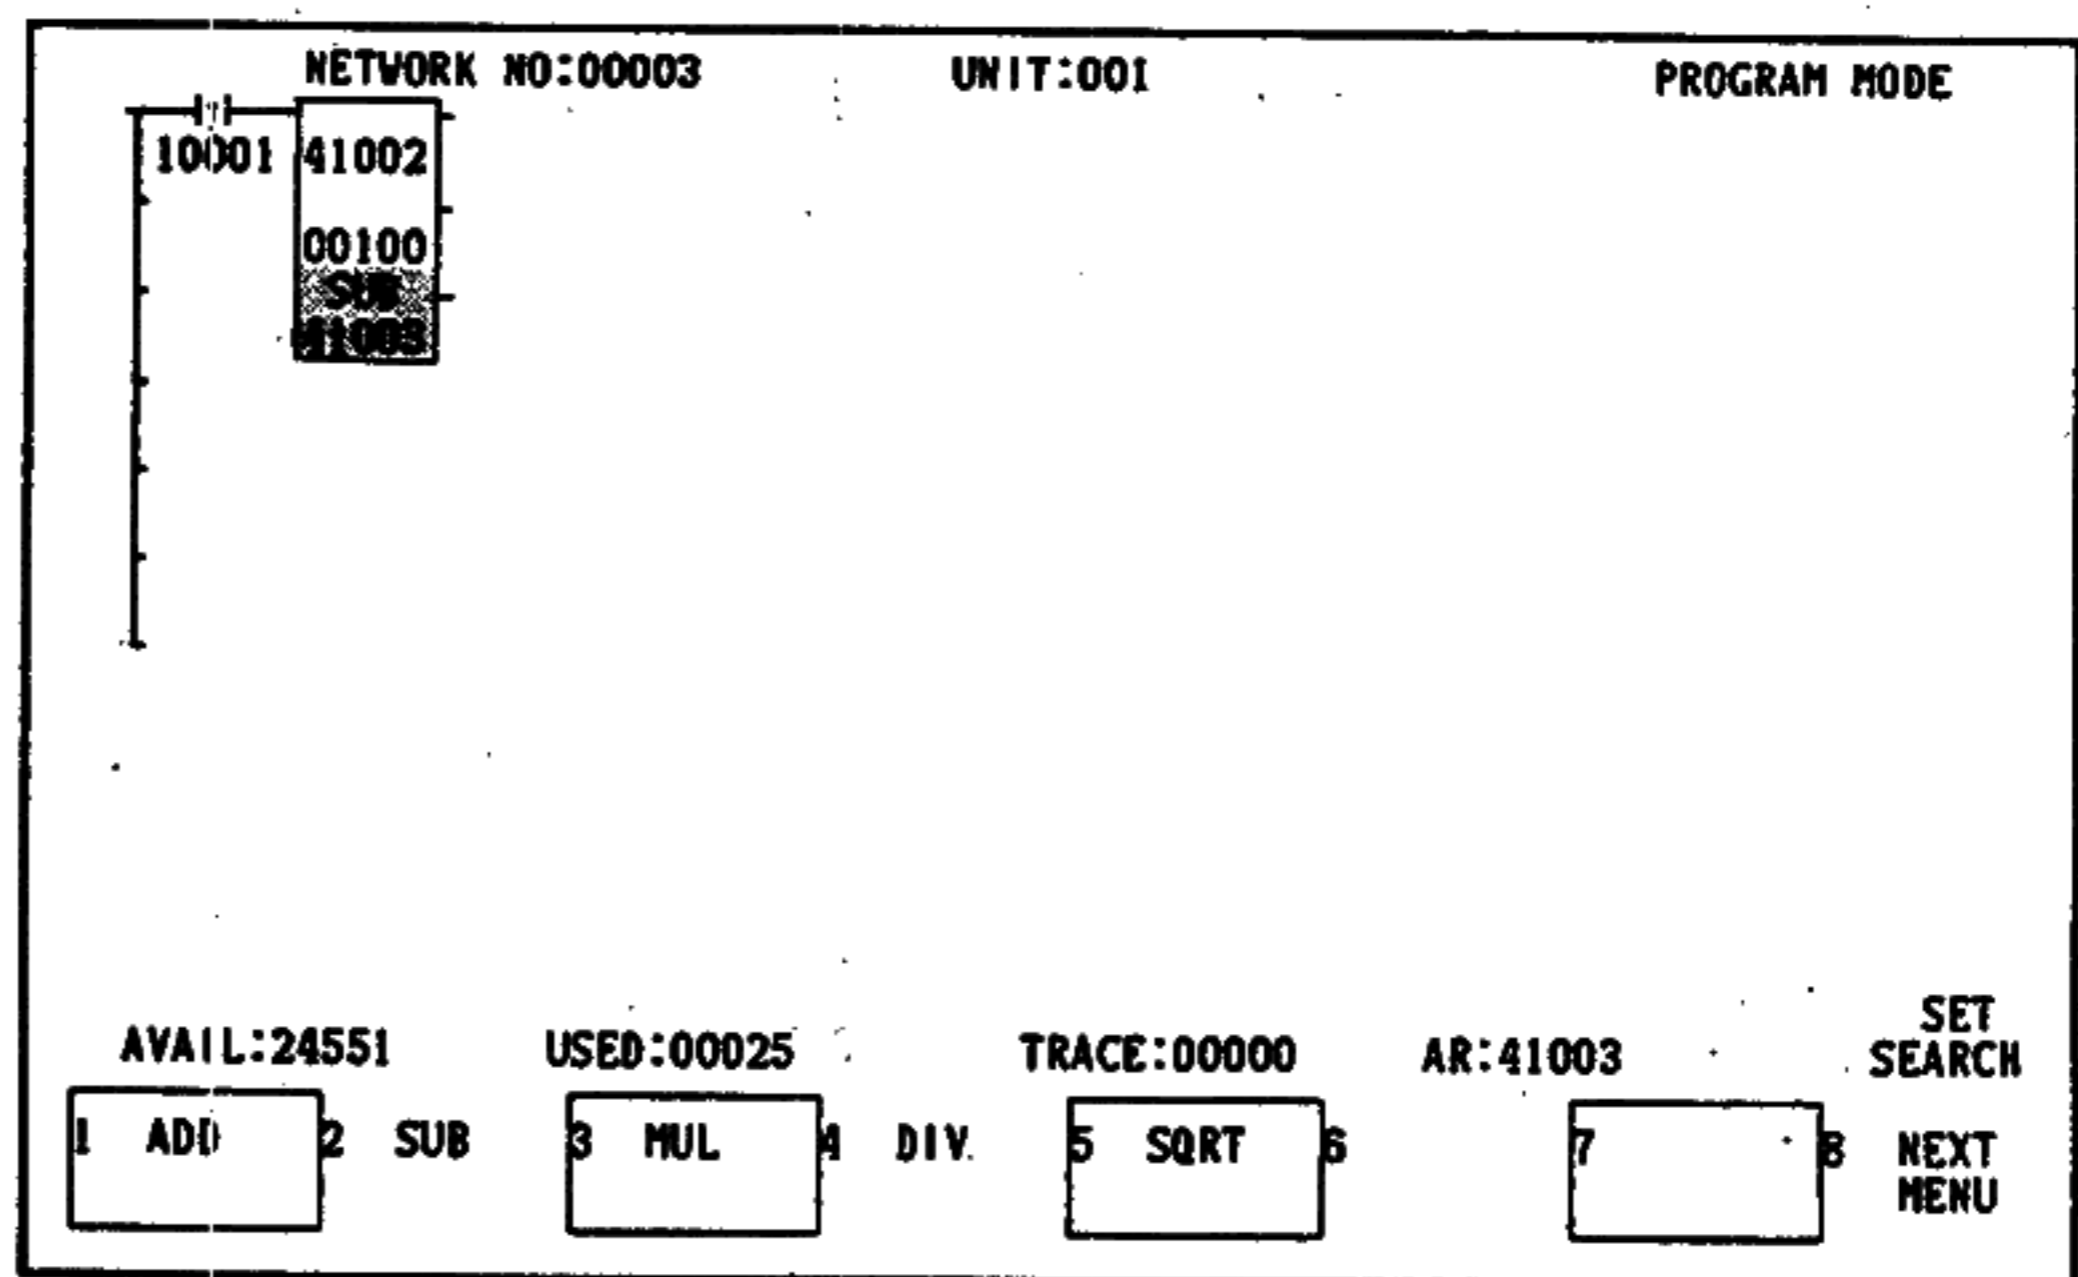 NETWORK NO:00003 UNIT:001 PROGRAM MODE
10001 41002
00100
SUB
41003
SET
AVAIL:24551 USED:00025 TRACE:00000 AR:41003 SEARCH
1 ADD 2 SUB 3 MUL 4 DIV 5 SQRT 6 7 8 NEXT
MENU